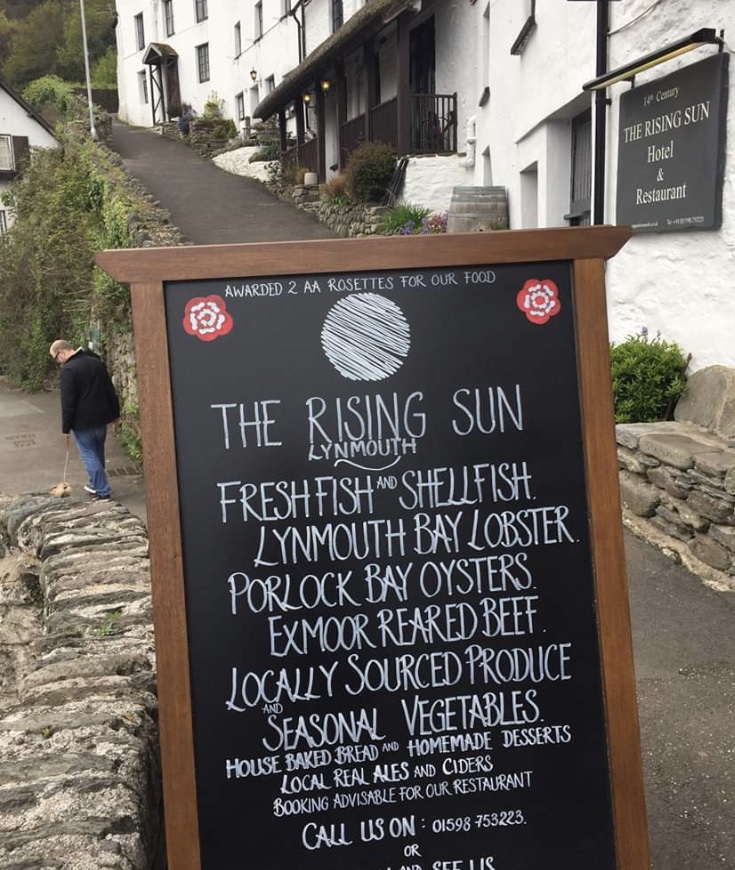 14th Century
THE RISING SUN
Hotel
&
Restaurant
AWARDED 2 AA ROSETTES FOR OUR FOOD
THE RISING SUN
LYNMOUTH
FRESH FISH AND SHELLFISH.
LYNMOUTH BAY LOBSTER.
PORLOCK BAY OYSTERS.
EXMOOR REARED BEEF.
LOCALLY SOURCED PRODUCE
AND
SEASONAL VEGETABLES.
HOUSE BAKED BREAD AND HOMEMADE DESSERTS
LOCAL REAL ALES AND CIDERS
BOOKING ADVISABLE FOR OUR RESTAURANT
CALL US ON : 01598 753223.
OR
AND SEE US